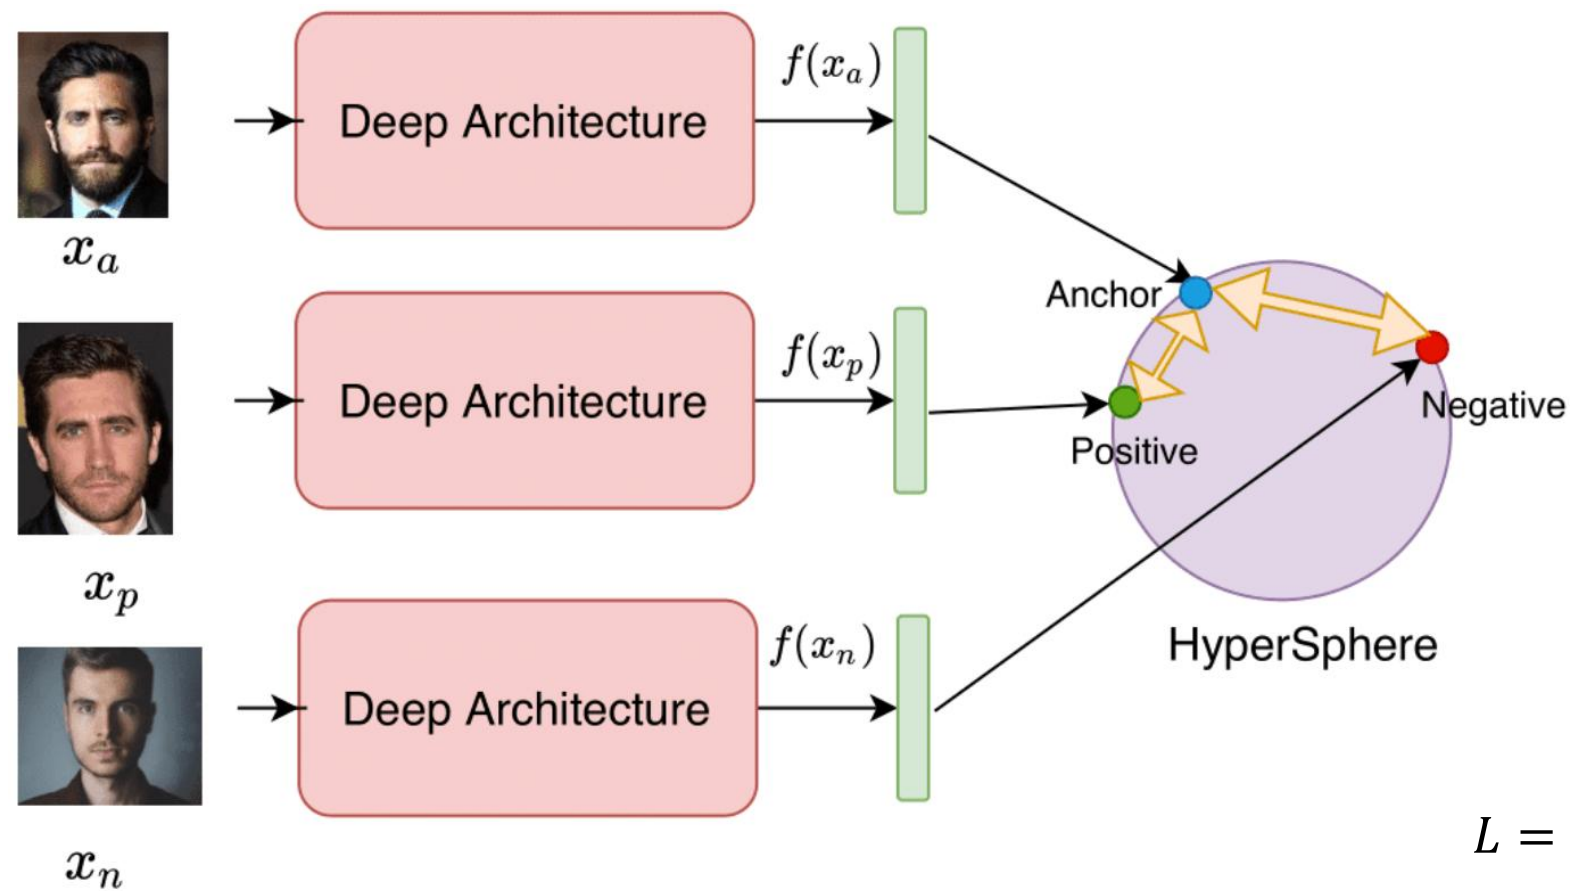 f(x_a)
Deep Architecture
x_a
Anchor
f(x_p)
Deep Architecture
Negative
Positive
x_p
f(x_n)
HyperSphere
Deep Architecture
L =
x_n